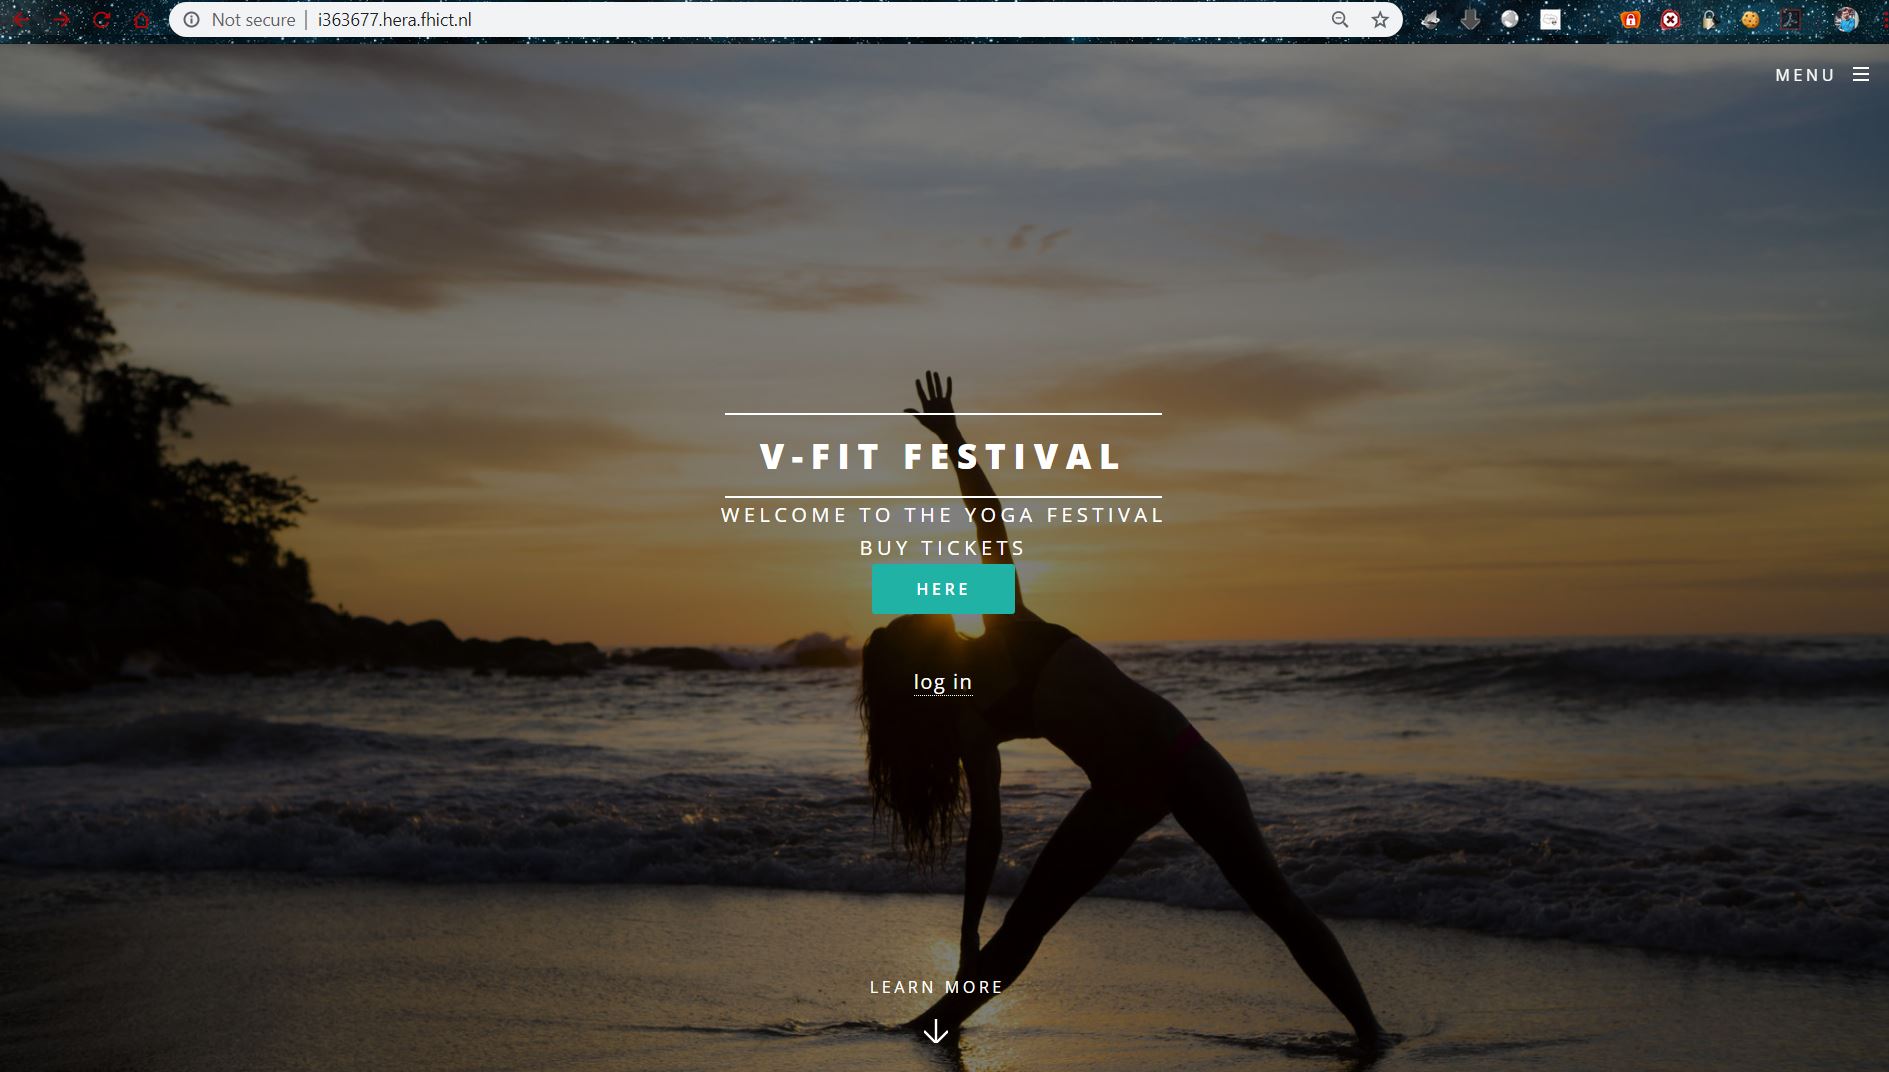 Not secure | i363677.hera.fhict.nl
MENU
V-FIT FESTIVAL
WELCOME TO THE YOGA FESTIVAL
BUY TICKETS
HERE
log in
LEARN MORE